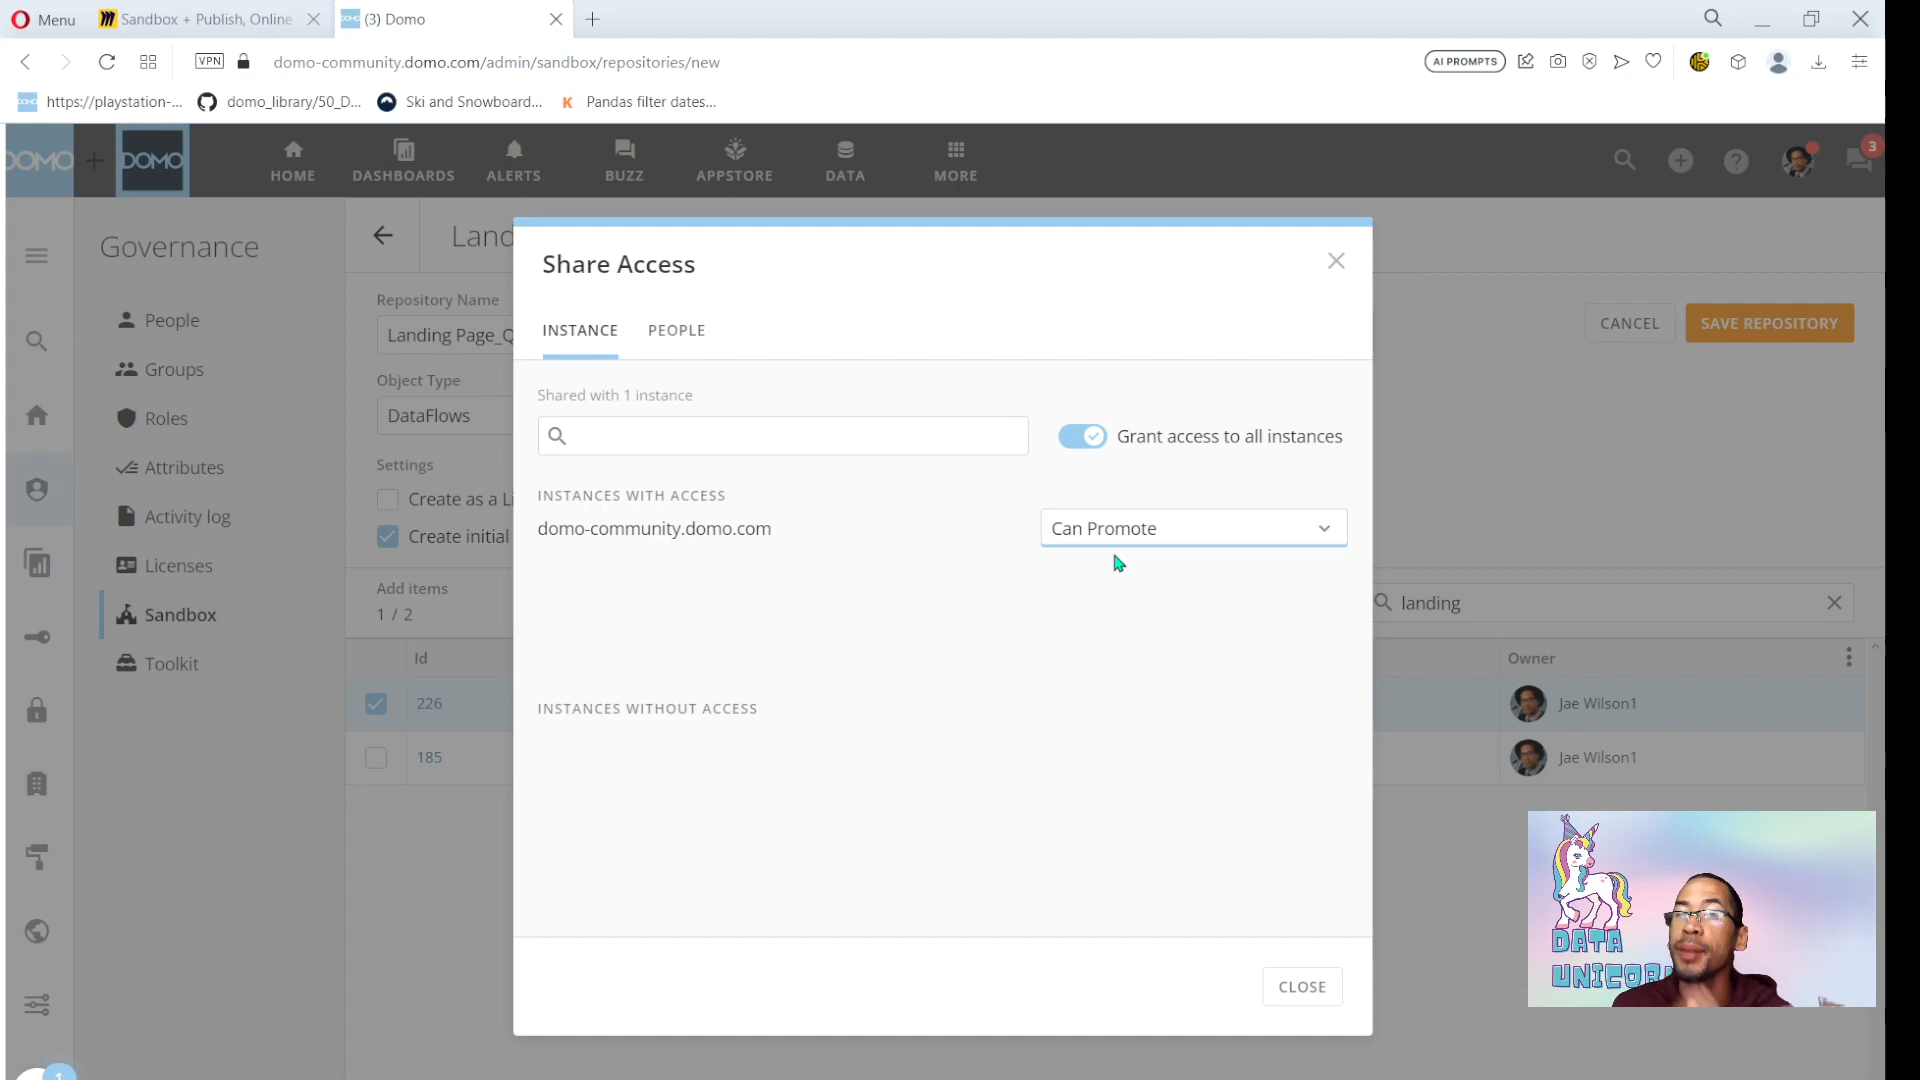 Menu
Sandbox + Publish, Online
(3) Domo
VPN
domo-community.domo.com/admin/sandbox/repositories/new
AI PROMPTS
https://playstation-...
domo_library/50_D...
Ski and Snowboard...
Pandas filter dates...
DOMO
DOMO
HOME
DASHBOARDS
ALERTS
BUZZ
APPSTORE
DATA
MORE
3
Governance
People
Groups
Roles
Attributes
Activity log
Licenses
Sandbox
Toolkit
Land
Repository Name
Landing Page_Q
CANCEL
SAVE REPOSITORY
Object Type
DataFlows
Settings
Create as a Li
Create initial
Add items
1 / 2
landing
Id
Owner
226
Jae Wilson1
185
Jae Wilson1
Share Access
INSTANCE
PEOPLE
Shared with 1 instance
Grant access to all instances
INSTANCES WITH ACCESS
domo-community.domo.com
Can Promote
INSTANCES WITHOUT ACCESS
CLOSE
DATA
UNICOR
1